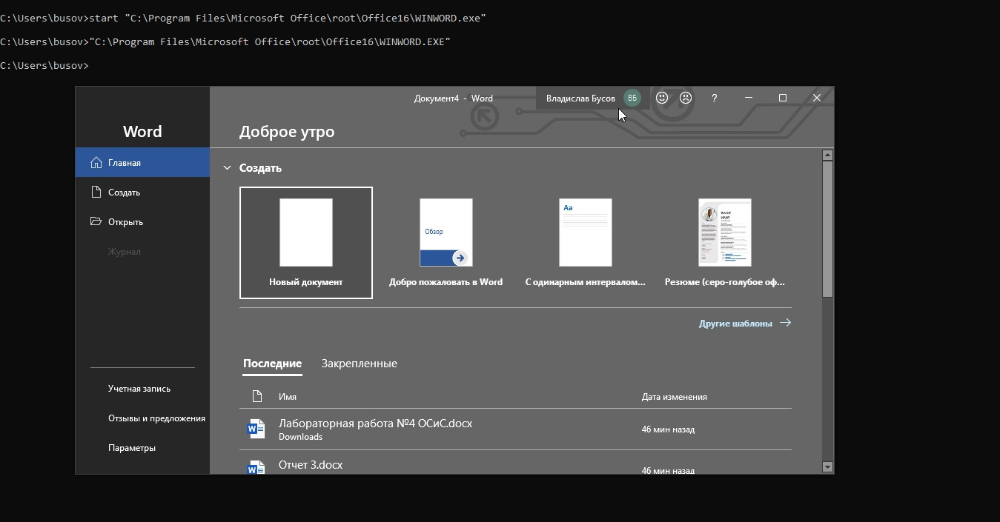 C:\Users\busov>start "C:\Program Files\Microsoft Office\root\Office16\WINWORD.exe"
C:\Users\busov>"C:\Program Files\Microsoft Office\root\Office16\WINWORD.EXE"
C:\Users\busov>
Документ4 - Word
Владислав Бусов
ВБ
?
Word
Доброе утро
Главная
Создать
Открыть
Журнал
Учетная запись
Отзывы и предложения
Параметры
Создать
Новый документ
Обзор
Добро пожаловать в Word
Aa
С одинарным интервалом...
ВАШЕ
ИМЯ
Резюме (серо-голубое оф...
Другие шаблоны
Последние Закрепленные
Имя Дата изменения
Лабораторная работа №4 ОСиС.docx
Downloads
46 мин назад
Отчет 3.docx
46 мин назад